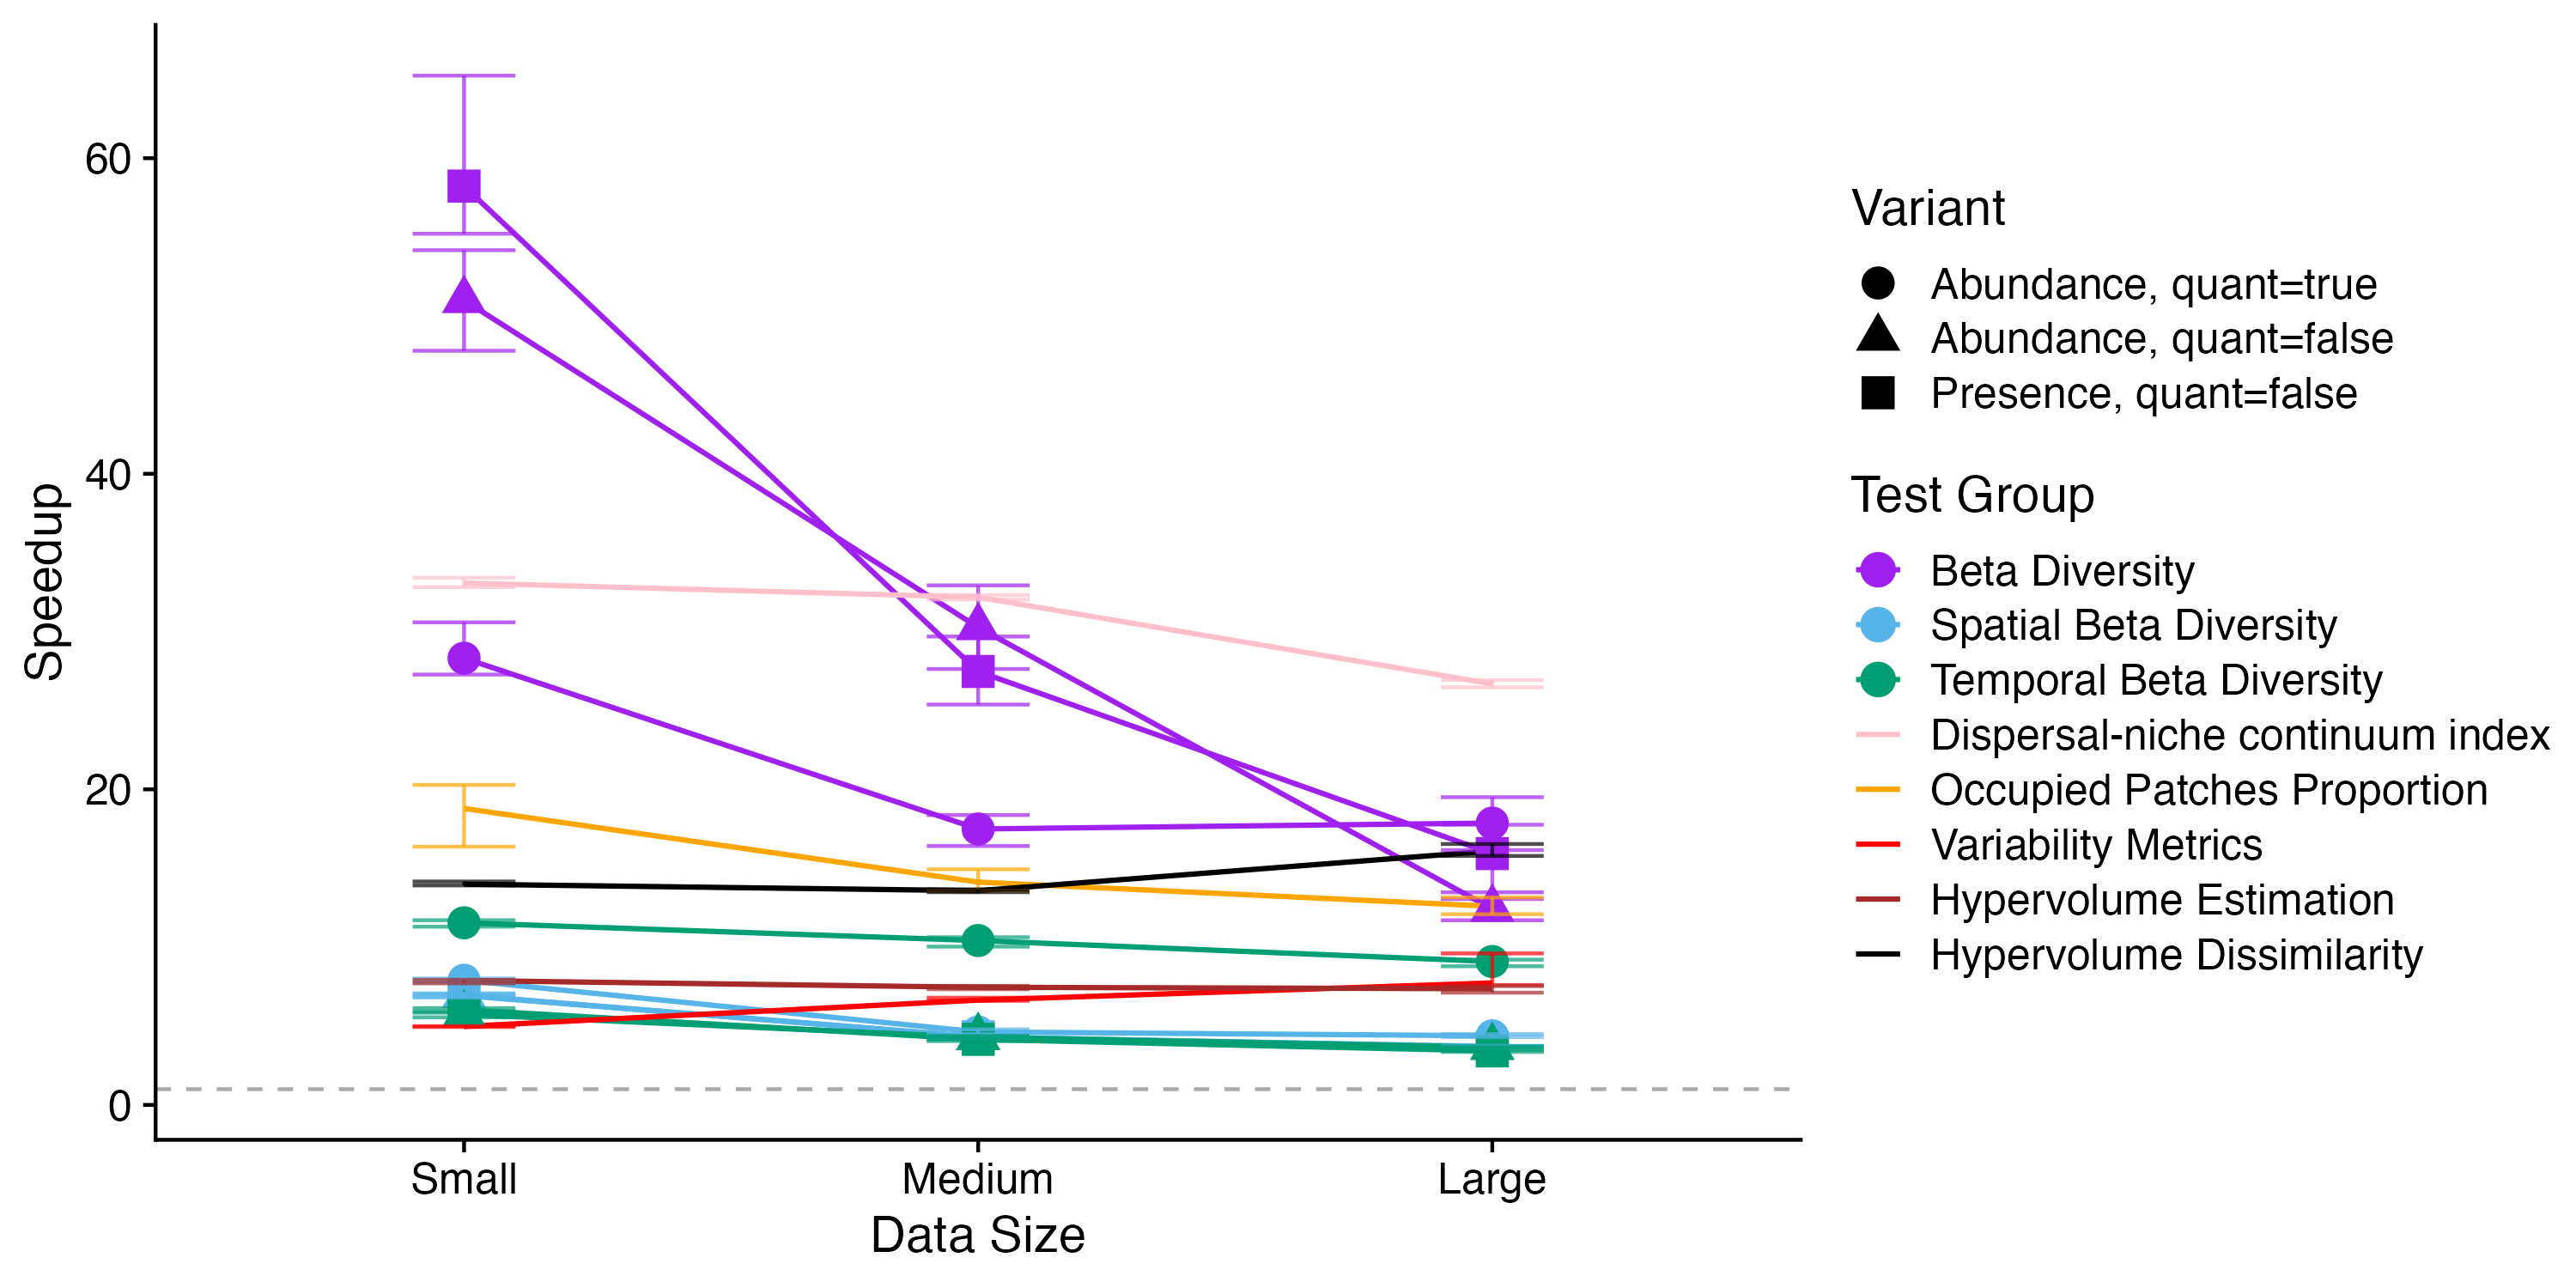 Speedup
60
40
20
0
Small
Medium
Large
Data Size
Variant
Abundance, quant=true
Abundance, quant=false
Presence, quant=false
Test Group
Beta Diversity
Spatial Beta Diversity
Temporal Beta Diversity
Dispersal-niche continuum index
Occupied Patches Proportion
Variability Metrics
Hypervolume Estimation
Hypervolume Dissimilarity